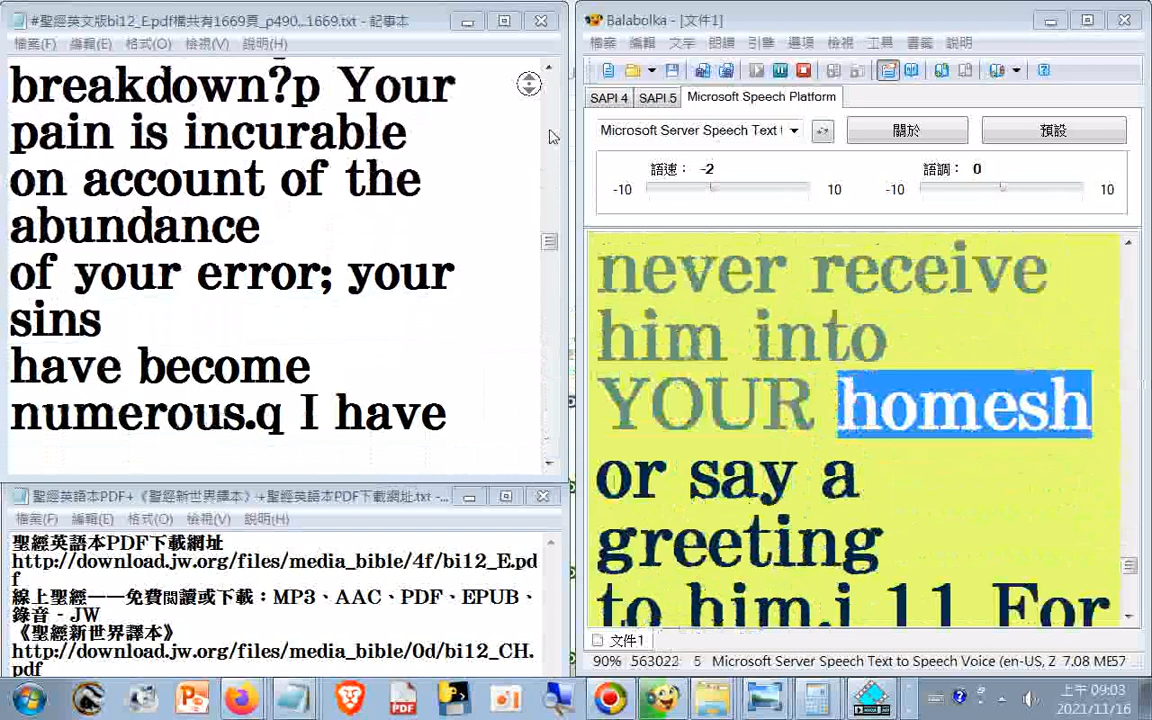 #聖經英文版bi12_E.pdf檔共有1669頁_p490,..1669.txt - 記事本
檔案(F) 編輯(E) 格式(O) 檢視(V) 說明(H)
breakdown?p Your
pain is incurable
on account of the
abundance
of your error; your
sins
have become
numerous.q I have
聖經英語本PDF+《聖經新世界譯本》+聖經英語本PDF下載網址.txt -...
檔案(F) 編輯(E) 格式(O) 檢視(V) 說明(H)
聖經英語本PDF下載網址
http://download.jw.org/files/media_bible/4f/bi12_E.pd
f
線上聖經——免費閱讀或下載：MP3、AAC、PDF、EPUB、
錄音 - JW
《聖經新世界譯本》
http://download.jw.org/files/media_bible/0d/bi12_CH.
pdf
Balabolka - [文件1]
檔案 編輯 文字 朗讀 引擎 選項 檢視 工具 書籤 說明
SAPI 4 SAPI 5 Microsoft Speech Platform
Microsoft Server Speech Text 關於 預設
語速： -2 語調： 0
-10 10 -10 10
never receive
him into
YOUR homesh
or say a
greeting
to him.j 11 For
文件1
90% 563022 5 Microsoft Server Speech Text to Speech Voice (en-US, Z 7.08 ME57
PDF
上午 09:03
2021/11/16